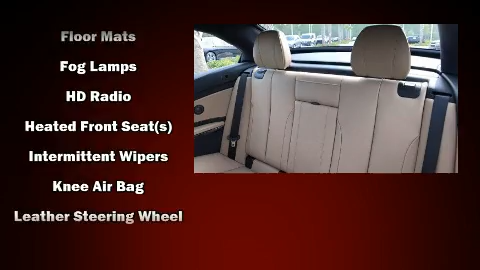 Floor Mats
Fog Lamps
HD Radio
Heated Front Seat(s)
Intermittent Wipers
Knee Air Bag
Leather Steering Wheel